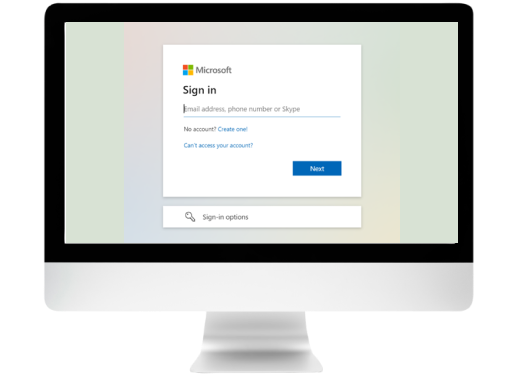 Microsoft
Sign in
Email address, phone number or Skype
No account? Create one!
Can't access your account?
Next
Sign-in options